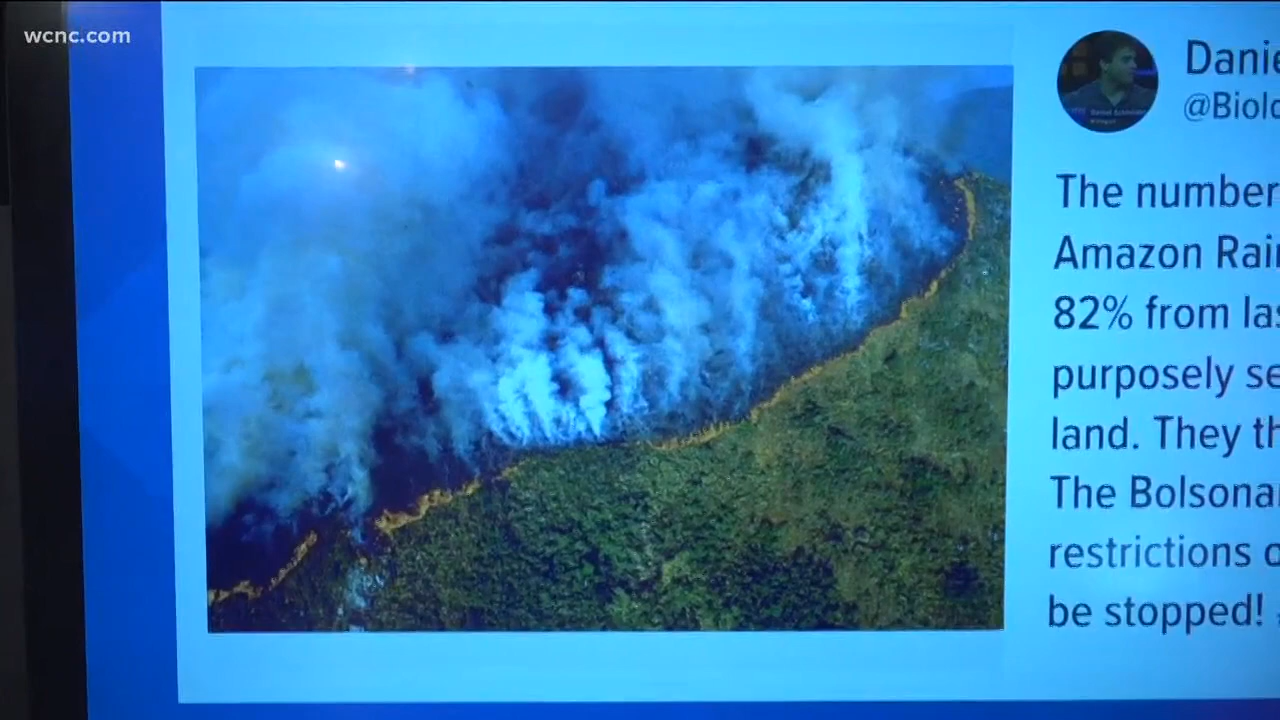 wcnc.com
Danie
@Biolo
The number
Amazon Rai
82% from las
purposely se
land. They th
The Bolsona
restrictions o
be stopped!